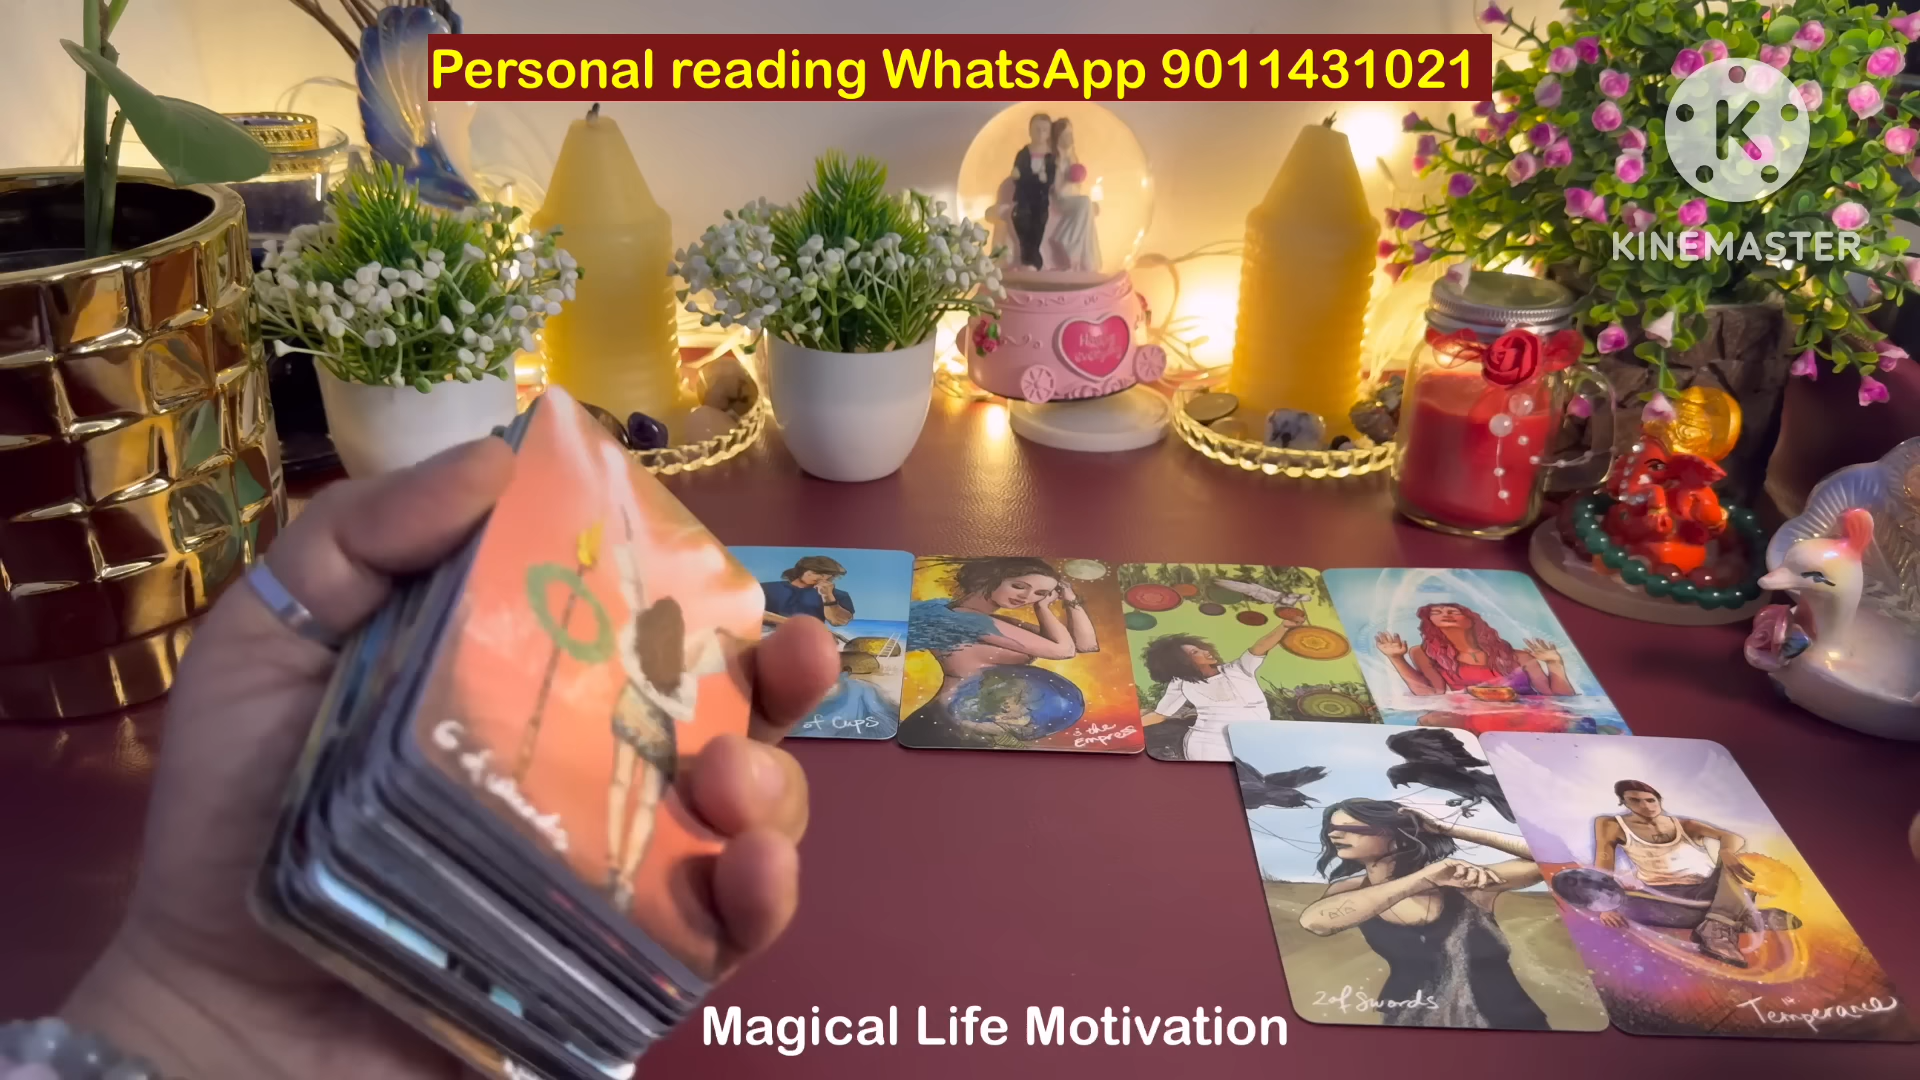 Personal reading WhatsApp 9011431021
K
KINEMASTER
Happy
of Cups
the
Empress
6 of wands
2 of Swords
Temperance
Magical Life Motivation